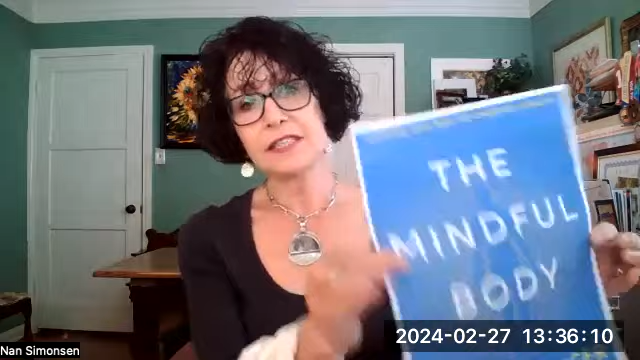 THE
MINDFUL
BODY
2024-02-27 13:36:10
Nan Simonsen